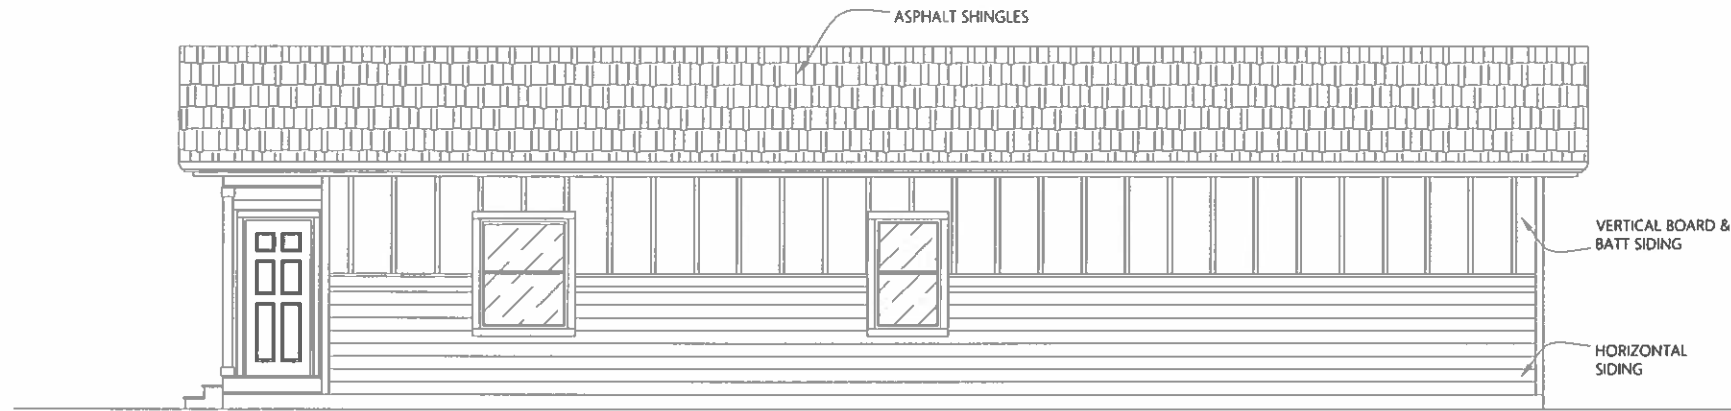 ASPHALT SHINGLES
VERTICAL BOARD &
BATT SIDING
HORIZONTAL
SIDING